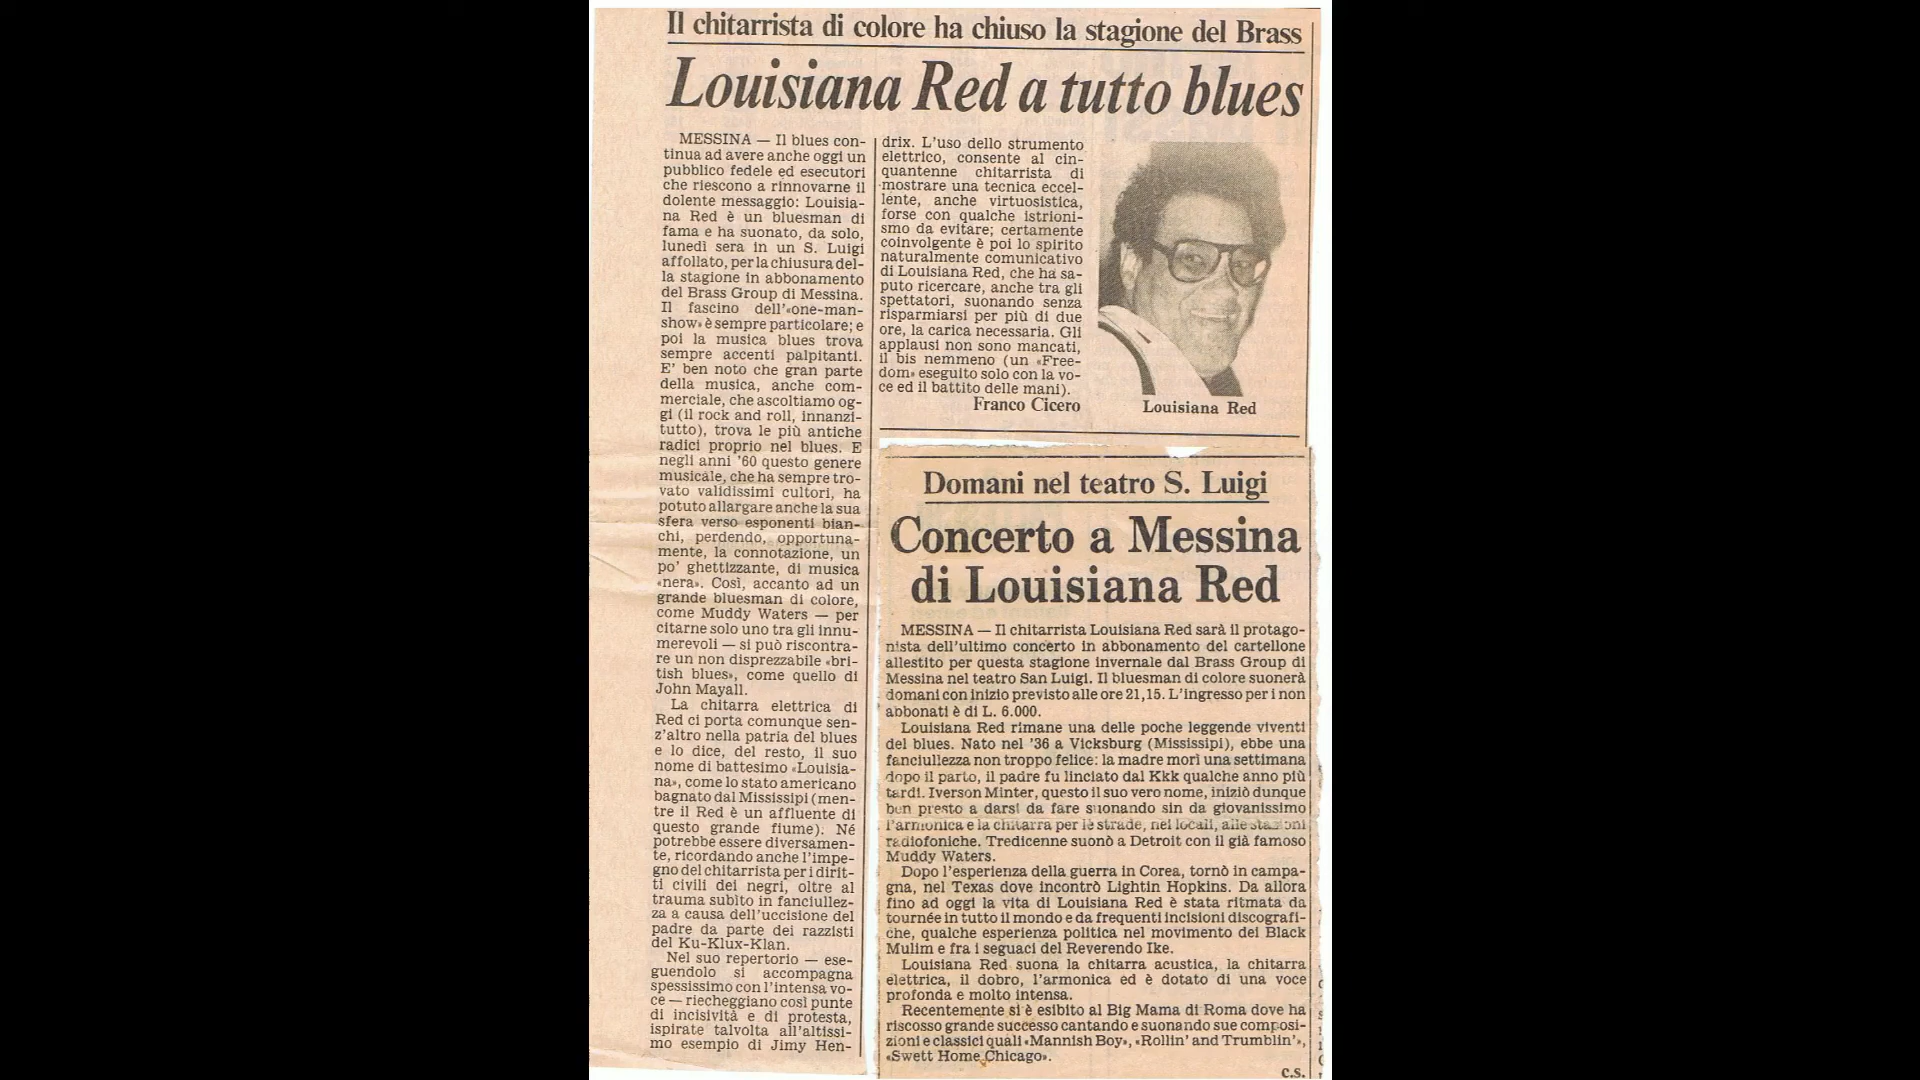 Il chitarrista di colore ha chiuso la stagione del Brass
Louisiana Red a tutto blues
MESSINA — Il blues con-
tinua ad avere anche oggi un
pubblico fedele ed esecutori
che riescono a rinnovarne il
dolente messaggio: Louisia-
na Red è un bluesman di
fama e ha suonato, da solo,
lunedì sera in un S. Luigi
affollato, per la chiusura del-
la stagione in abbonamento
del Brass Group di Messina.
Il fascino dell'«one-man-
show» è sempre particolare; e
poi la musica blues trova
sempre accenti palpitanti.
E' ben noto che gran parte
della musica, anche com-
merciale, che ascoltiamo og-
gi (il rock and roll, innanzi-
tutto), trova le più antiche
radici proprio nel blues. E
negli anni '60 questo genere
musicale, che ha sempre tro-
vato validissimi cultori, ha
potuto allargare anche la sua
sfera verso esponenti bian-
chi, perdendo, opportuna-
mente, la connotazione, un
po' ghettizzante, di musica
«nera». Così, accanto ad un
grande bluesman di colore,
come Muddy Waters — per
citarne solo uno tra gli innu-
merevoli — si può riscontra-
re un non disprezzabile «bri-
tish blues», come quello di
John Mayall.
La chitarra elettrica di
Red ci porta comunque sen-
z'altro nella patria del blues
e lo dice, del resto, il suo
nome di battesimo «Louisia-
na», come lo stato americano
bagnato dal Mississipi (men-
tre il Red è un affluente di
questo grande fiume). Né
potrebbe essere diversamen-
te, ricordando anche l'impe-
gno del chitarrista per i dirit-
ti civili dei negri, oltre al
trauma subìto in fanciullez-
za a causa dell'uccisione del
padre da parte dei razzisti
del Ku-Klux-Klan.
Nel suo repertorio — ese-
guendolo si accompagna
spessissimo con l'intensa vo-
ce — riecheggiano così punte
di incisività e di protesta,
ispirate talvolta all'altissi-
mo esempio di Jimy Hen-
drix. L'uso dello strumento
elettrico, consente al cin-
quantenne chitarrista di
mostrare una tecnica eccel-
lente, anche virtuosistica,
forse con qualche istrioni-
smo da evitare; certamente
coinvolgente è poi lo spirito
naturalmente comunicativo
di Louisiana Red, che ha sa-
puto ricercare, anche tra gli
spettatori, suonando senza
risparmiarsi per più di due
ore, la carica necessaria. Gli
applausi non sono mancati,
il bis nemmeno (un «Free-
dom» eseguito solo con la vo-
ce ed il battito delle mani).
Franco Cicero
Louisiana Red
Domani nel teatro S. Luigi
Concerto a Messina
di Louisiana Red
MESSINA — Il chitarrista Louisiana Red sarà il protago-
nista dell'ultimo concerto in abbonamento del cartellone
allestito per questa stagione invernale dal Brass Group di
Messina nel teatro San Luigi. Il bluesman di colore suonerà
domani con inizio previsto alle ore 21,15. L'ingresso per i non
abbonati è di L. 6.000.
Louisiana Red rimane una delle poche leggende viventi
del blues. Nato nel '36 a Vicksburg (Mississipi), ebbe una
fanciullezza non troppo felice: la madre morì una settimana
dopo il parto, il padre fu linciato dal Kkk qualche anno più
tardi. Iverson Minter, questo il suo vero nome, iniziò dunque
ben presto a darsi da fare suonando sin da giovanissimo
l'armonica e la chitarra per le strade, nei locali, alle stazioni
radiofoniche. Tredicenne suonò a Detroit con il già famoso
Muddy Waters.
Dopo l'esperienza della guerra in Corea, tornò in campa-
gna, nel Texas dove incontrò Lightin Hopkins. Da allora
fino ad oggi la vita di Louisiana Red è stata ritmata da
tournée in tutto il mondo e da frequenti incisioni discografi-
che, qualche esperienza politica nel movimento dei Black
Mulim e fra i seguaci del Reverendo Ike.
Louisiana Red suona la chitarra acustica, la chitarra
elettrica, il dobro, l'armonica ed è dotato di una voce
profonda e molto intensa.
Recentemente si è esibito al Big Mama di Roma dove ha
riscosso grande successo cantando e suonando sue composi-
zioni e classici quali «Mannish Boy», «Rollin' and Trumblin'»,
«Swett Home Chicago».
c.s.